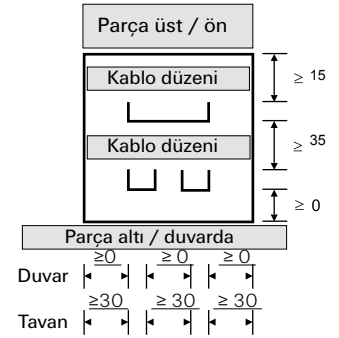 Parça üst / ön
Kablo düzeni
≥ 15
≥ 35
Kablo düzeni
≥ 0
Parça altı / duvarda
Duvar ≥0 ≥ 0 ≥ 0
Tavan ≥30 ≥ 30 ≥ 30